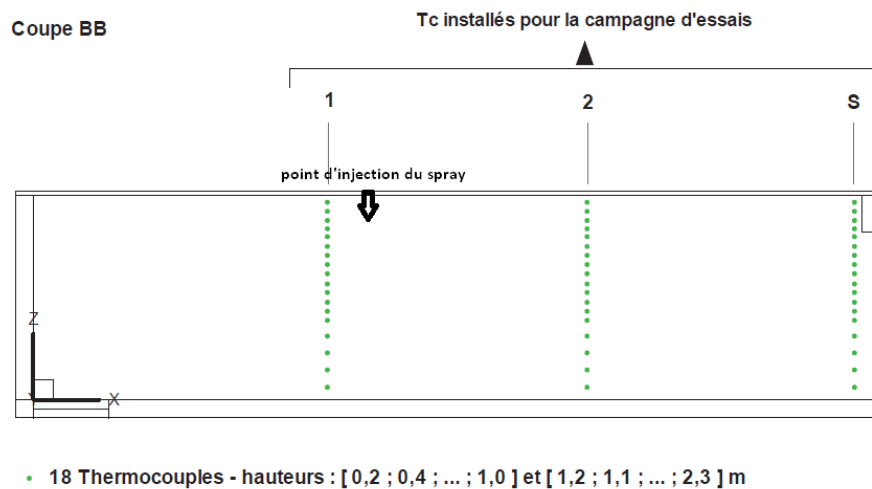 Coupe BB
Tc installés pour la campagne d'essais
1
2
S
point d'injection du spray
Z
X
18 Thermocouples - hauteurs : [ 0,2 ; 0,4 ; ... ; 1,0 ] et [ 1,2 ; 1,1 ; ... ; 2,3 ] m